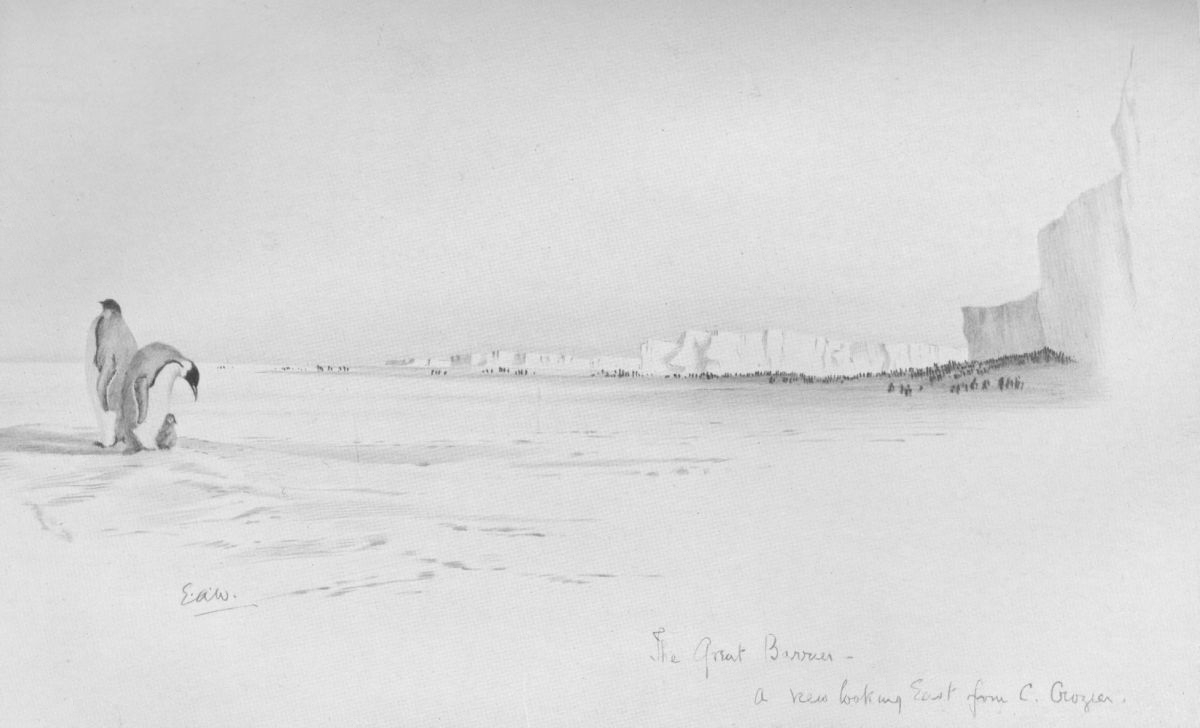 E.A.W.
The Great Barrier –
a view looking East from C. Crozier.